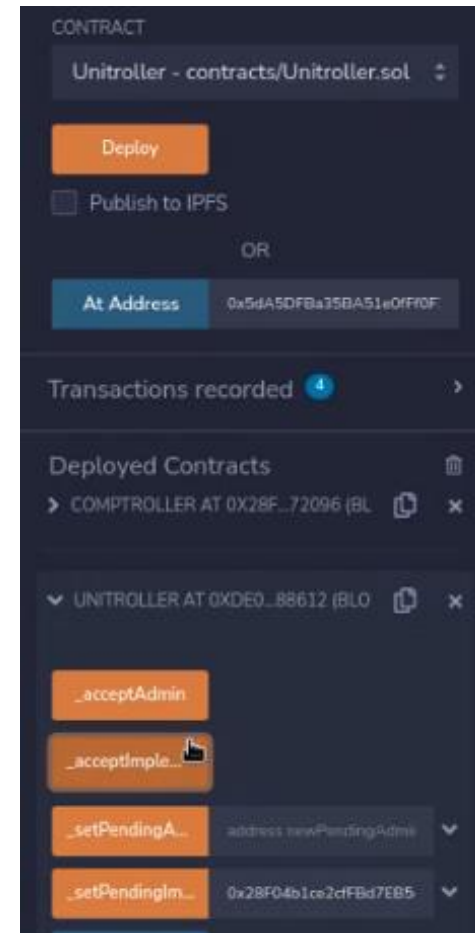 CONTRACT
Unitroller - contracts/Unitroller.sol
Deploy
Publish to IPFS
OR
At Address 0x5dA5DFBa35BA51e0fFf0F
Transactions recorded 4
Deployed Contracts
COMPTROLLER AT 0X28F...72096 (BL
UNITROLLER AT 0XDE0...88612 (BLO
_acceptAdmin
_acceptImple...
_setPendingA... address newPendingAdmin
_setPendingIm... 0x28F04b1ce2cfFBd7EB5